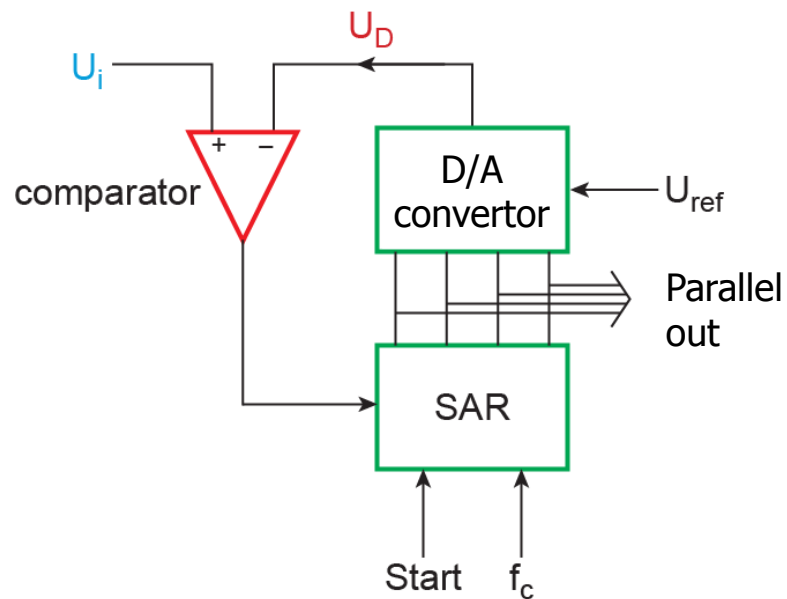 U_D
U_i
+ −
comparator
D/A
convertor
U_ref
Parallel
out
SAR
Start
f_c